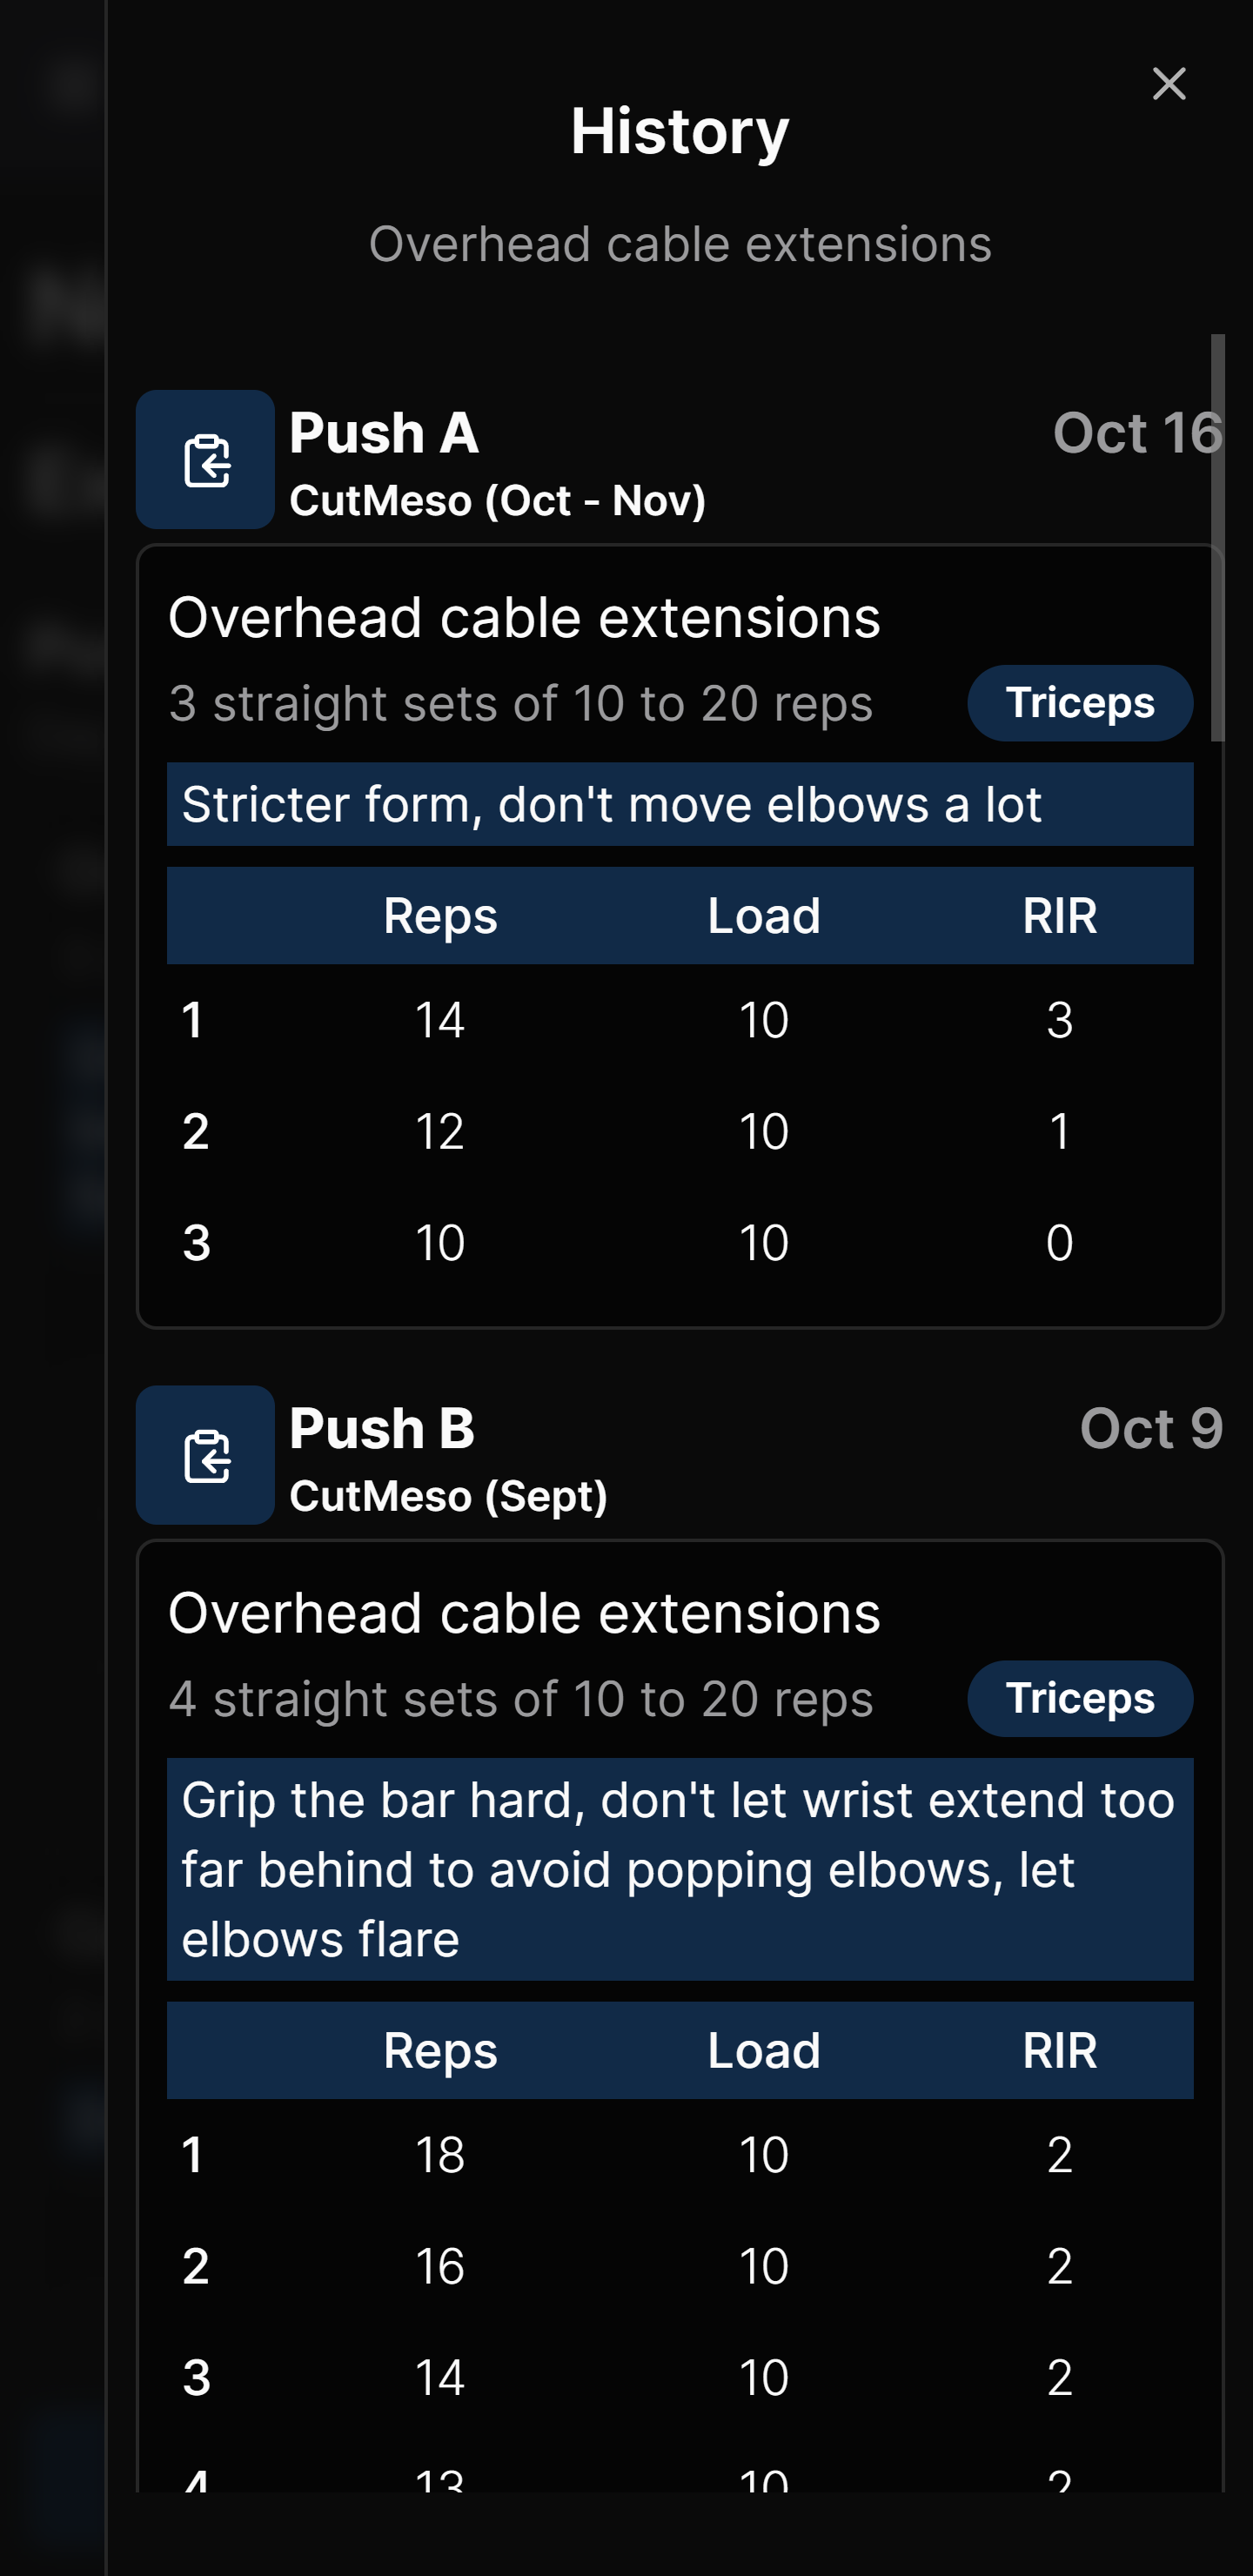 History
Overhead cable extensions
Push A
Oct 16
CutMeso (Oct - Nov)
Overhead cable extensions
3 straight sets of 10 to 20 reps
Triceps
Stricter form, don't move elbows a lot
Reps Load RIR
1 14 10 3
2 12 10 1
3 10 10 0
Push B
Oct 9
CutMeso (Sept)
Overhead cable extensions
4 straight sets of 10 to 20 reps
Triceps
Grip the bar hard, don't let wrist extend too
far behind to avoid popping elbows, let
elbows flare
Reps Load RIR
1 18 10 2
2 16 10 2
3 14 10 2
4 13 10 2